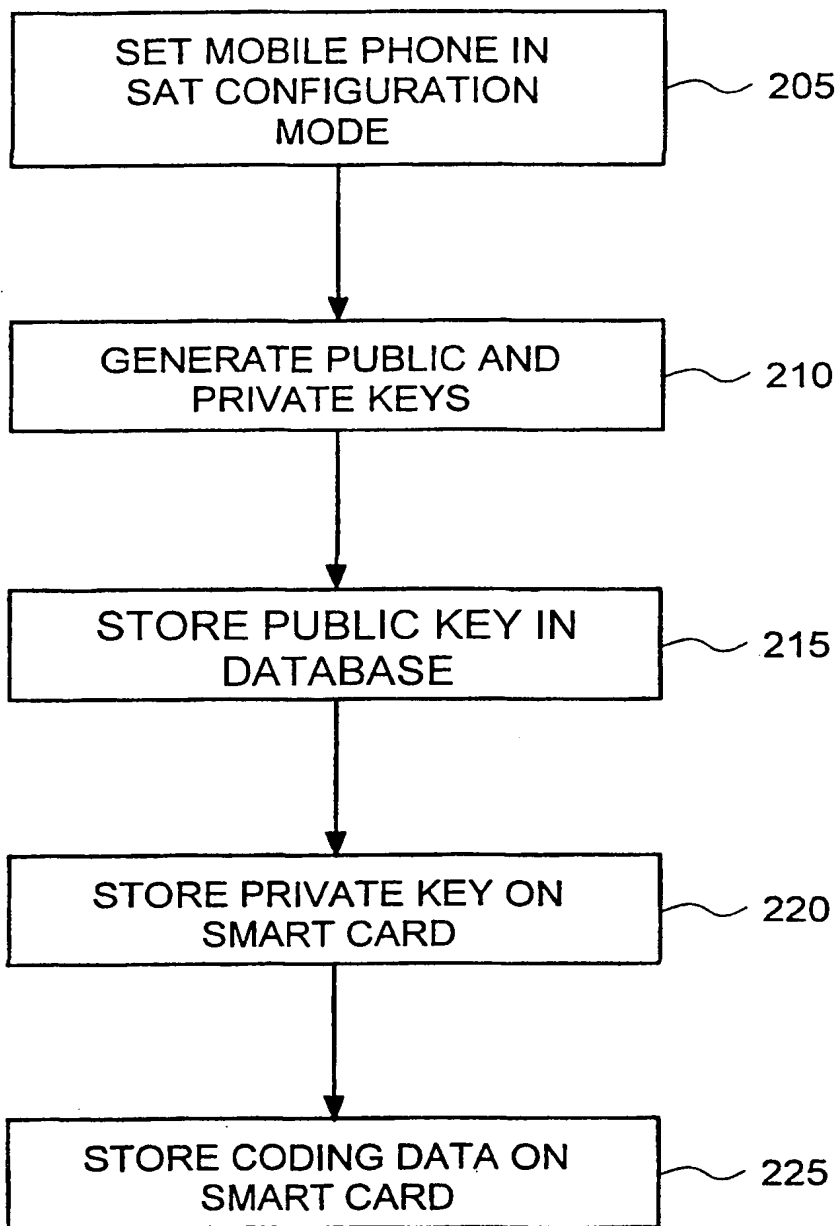 SET MOBILE PHONE IN
SAT CONFIGURATION
MODE
205
GENERATE PUBLIC AND
PRIVATE KEYS
210
STORE PUBLIC KEY IN
DATABASE
215
STORE PRIVATE KEY ON
SMART CARD
220
STORE CODING DATA ON
SMART CARD
225